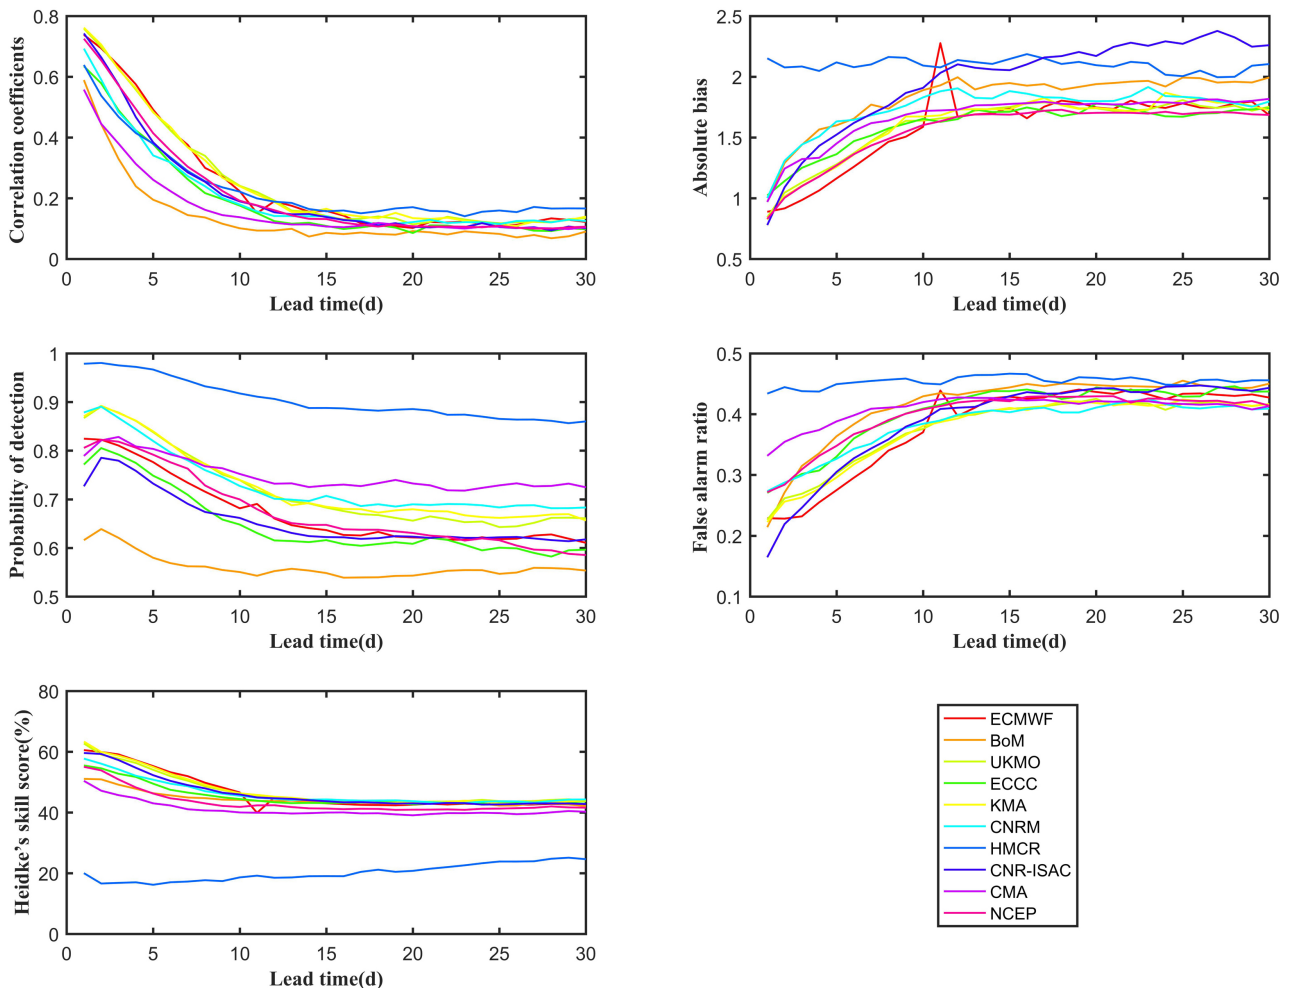 0.8
0.6
0.4
0.2
0
0 5 10 15 20 25 30
Correlation coefficients
Lead time(d)
2.5
2
1.5
1
0.5
0 5 10 15 20 25 30
Absolute bias
Lead time(d)
1
0.9
0.8
0.7
0.6
0.5
0 5 10 15 20 25 30
Probability of detection
Lead time(d)
0.5
0.4
0.3
0.2
0.1
0 5 10 15 20 25 30
False alarm ratio
Lead time(d)
80
60
40
20
0
0 5 10 15 20 25 30
Heidke’s skill score(%)
Lead time(d)
ECMWF
BoM
UKMO
ECCC
KMA
CNRM
HMCR
CNR-ISAC
CMA
NCEP